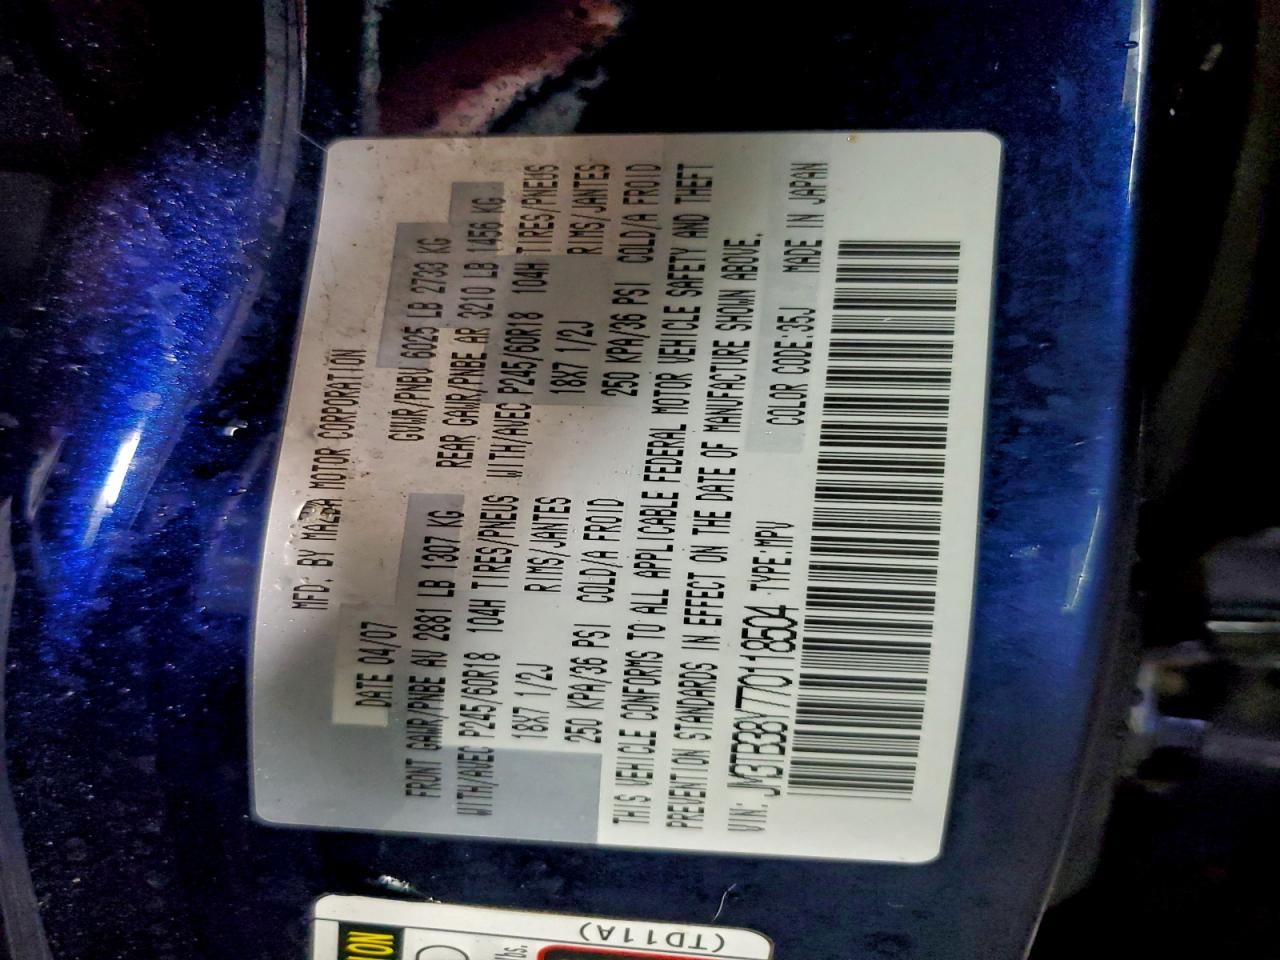 MFD. BY MAZDA MOTOR CORPORATION
DATE 04/07 GVWR/PNBV 6025 LB 2733 KG
FRONT GAWR/PNBE AV 2881 LB 1307 KG REAR GAWR/PNBE AR 3210 LB 1456 KG
WITH/AVEC P245/60R18 104H TIRES/PNEUS WITH/AVEC P245/60R18 104H TIRES/PNEUS
18X7 1/2J RIMS/JANTES 18X7 1/2J RIMS/JANTES
250 KPA/36 PSI COLD/A FROID 250 KPA/36 PSI COLD/A FROID
THIS VEHICLE CONFORMS TO ALL APPLICABLE FEDERAL MOTOR VEHICLE SAFETY AND THEFT
PREVENTION STANDARDS IN EFFECT ON THE DATE OF MANUFACTURE SHOWN ABOVE.
VIN: JM3TB38Y770118504 TYPE:MPV COLOR CODE:35J MADE IN JAPAN
(TD11A)